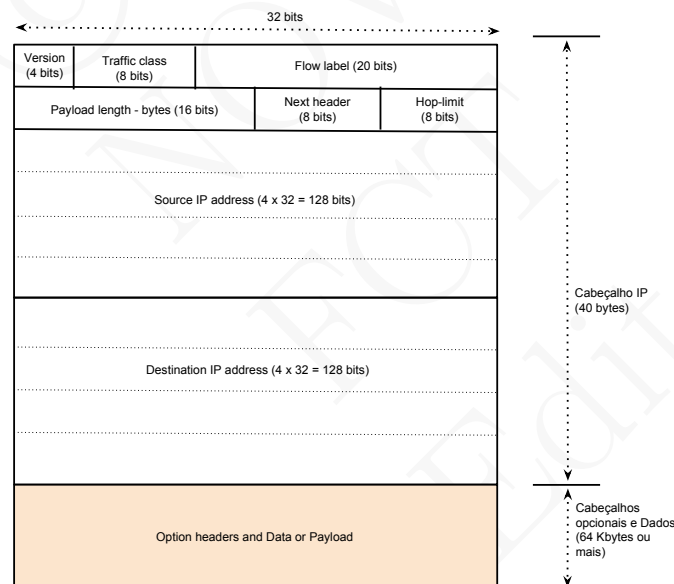 32 bits
Version
(4 bits)
Traffic class
(8 bits)
Flow label (20 bits)
Payload length - bytes (16 bits)
Next header
(8 bits)
Hop-limit
(8 bits)
Source IP address (4 x 32 = 128 bits)
Destination IP address (4 x 32 = 128 bits)
Cabeçalho IP
(40 bytes)
Option headers and Data or Payload
Cabeçalhos
opcionais e Dados
(64 Kbytes ou
mais)
NOV
FCT
Edit